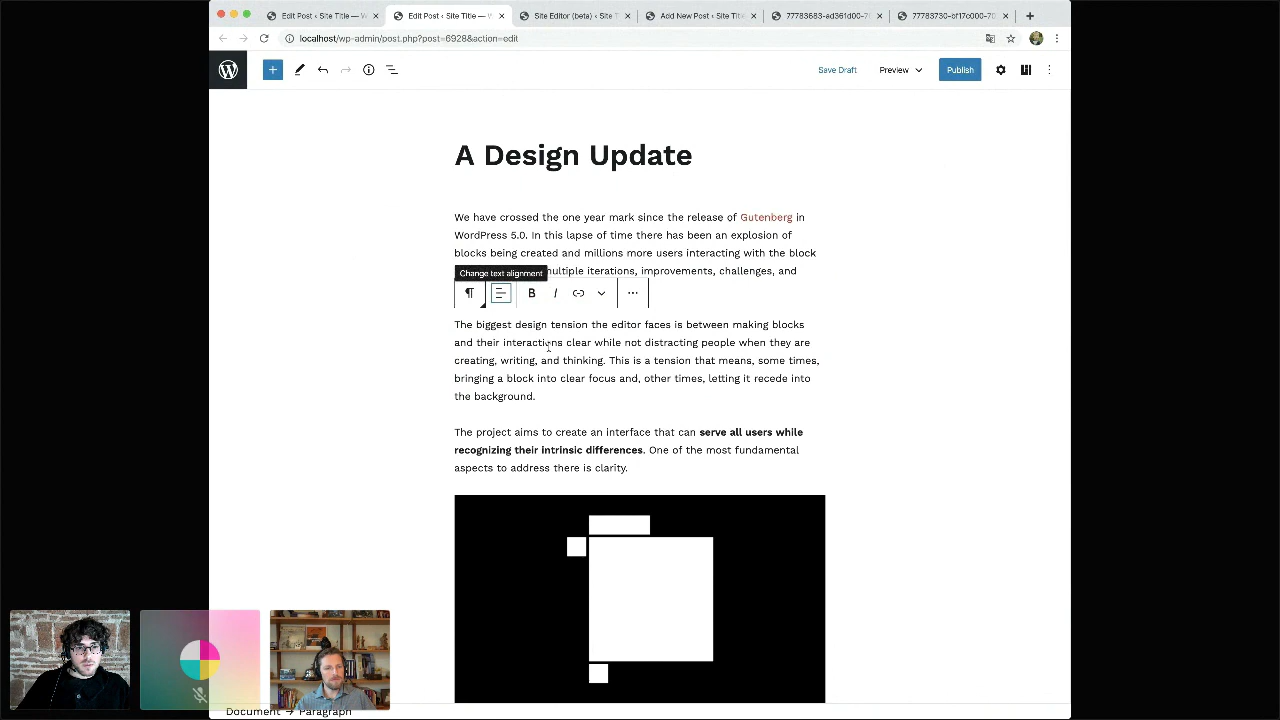 Edit Post ‹ Site Title — W
Edit Post ‹ Site Title — W
Site Editor (beta) ‹ Site T
Add New Post ‹ Site Title
77783683-ad361d00-7
77783730-cf17c000-70
localhost/wp-admin/post.php?post=6928&action=edit
Save Draft
Preview
Publish
A Design Update
We have crossed the one year mark since the release of Gutenberg in
WordPress 5.0. In this lapse of time there has been an explosion of
blocks being created and millions more users interacting with the block
multiple iterations, improvements, challenges, and
Change text alignment
B I
The biggest design tension the editor faces is between making blocks
and their interactions clear while not distracting people when they are
creating, writing, and thinking. This is a tension that means, some times,
bringing a block into clear focus and, other times, letting it recede into
the background.
The project aims to create an interface that can serve all users while
recognizing their intrinsic differences. One of the most fundamental
aspects to address there is clarity.
Document → Paragraph